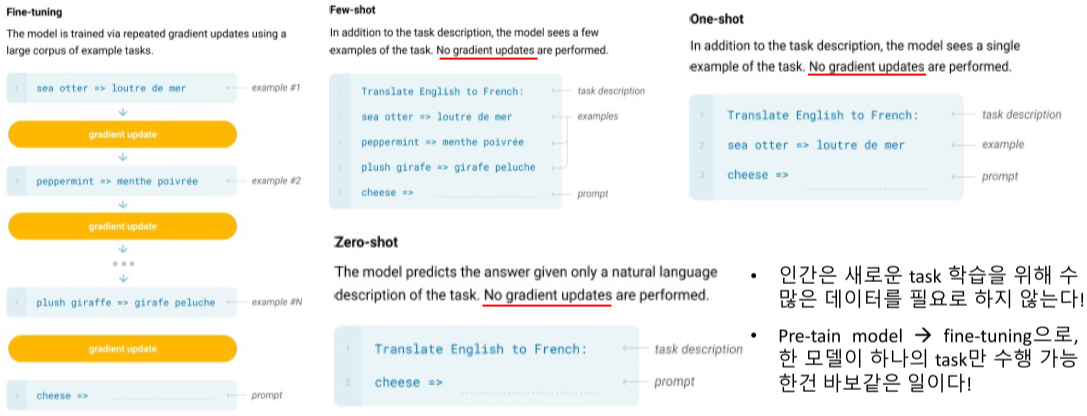 Fine-tuning
The model is trained via repeated gradient updates using a
large corpus of example tasks.
1 sea otter => loutre de mer example #1
gradient update
1 peppermint => menthe poivrée example #2
gradient update
1 plush giraffe => girafe peluche example #N
gradient update
1 cheese => prompt
Few-shot
In addition to the task description, the model sees a few
examples of the task. No gradient updates are performed.
Translate English to French: task description
sea otter => loutre de mer examples
peppermint => menthe poivrée
plush girafe => girafe peluche
cheese => prompt
One-shot
In addition to the task description, the model sees a single
example of the task. No gradient updates are performed.
1 Translate English to French: task description
2 sea otter => loutre de mer example
3 cheese => prompt
Zero-shot
The model predicts the answer given only a natural language
description of the task. No gradient updates are performed.
1 Translate English to French: task description
2 cheese => prompt
• 인간은 새로운 task 학습을 위해 수
많은 데이터를 필요로 하지 않는다!
• Pre-tain model → fine-tuning으로,
한 모델이 하나의 task만 수행 가능
한건 바보같은 일이다!